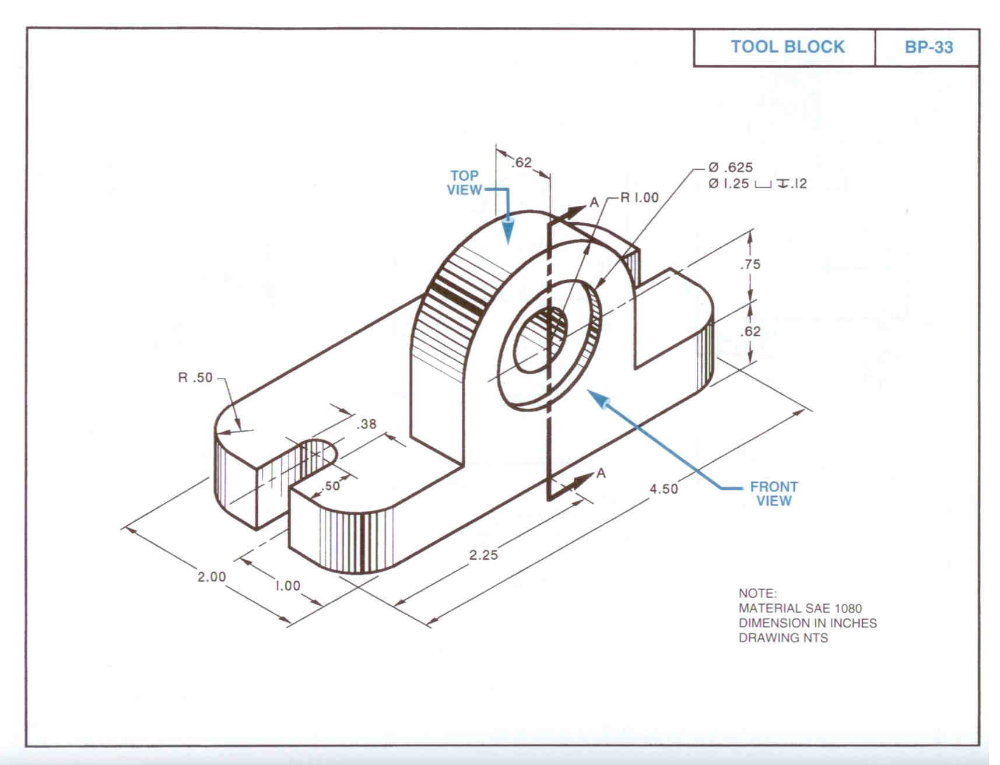 TOOL BLOCK
BP-33
.62
TOP
VIEW
Ø .625
Ø 1.25 ⌴ ↧.12
A
R 1.00
.75
.62
R .50
.38
.50
A
4.50
FRONT
VIEW
2.25
2.00
1.00
NOTE:
MATERIAL SAE 1080
DIMENSION IN INCHES
DRAWING NTS